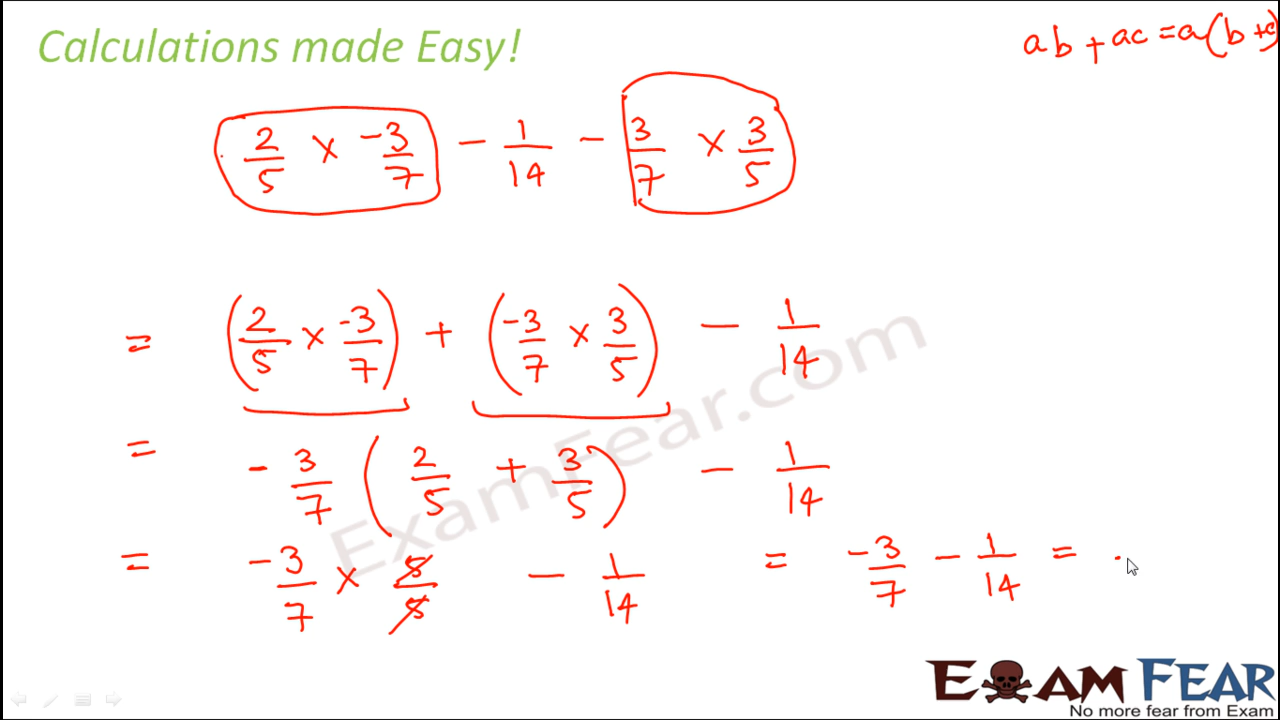 Calculations made Easy!
ab + ac = a(b+c)
2/5 × -3/7 - 1/14 - 3/7 × 3/5
= (2/5 × -3/7) + (-3/7 × 3/5) - 1/14
= -3/7 (2/5 + 3/5) - 1/14
= -3/7 × 5/5 - 1/14 = -3/7 - 1/14 =
ExamFear.com
EXAM FEAR
No more fear from Exam